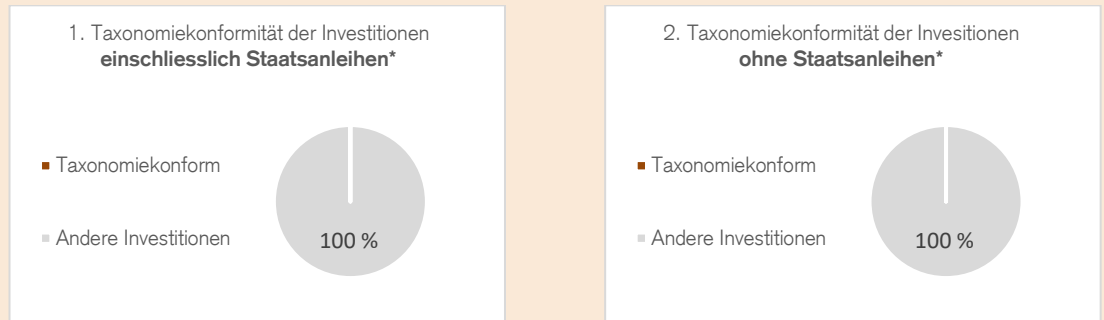 1. Taxonomiekonformität der Investitionen
einschliesslich Staatsanleihen*
Taxonomiekonform
Andere Investitionen
100 %
2. Taxonomiekonformität der Invesitionen
ohne Staatsanleihen*
Taxonomiekonform
Andere Investitionen
100 %